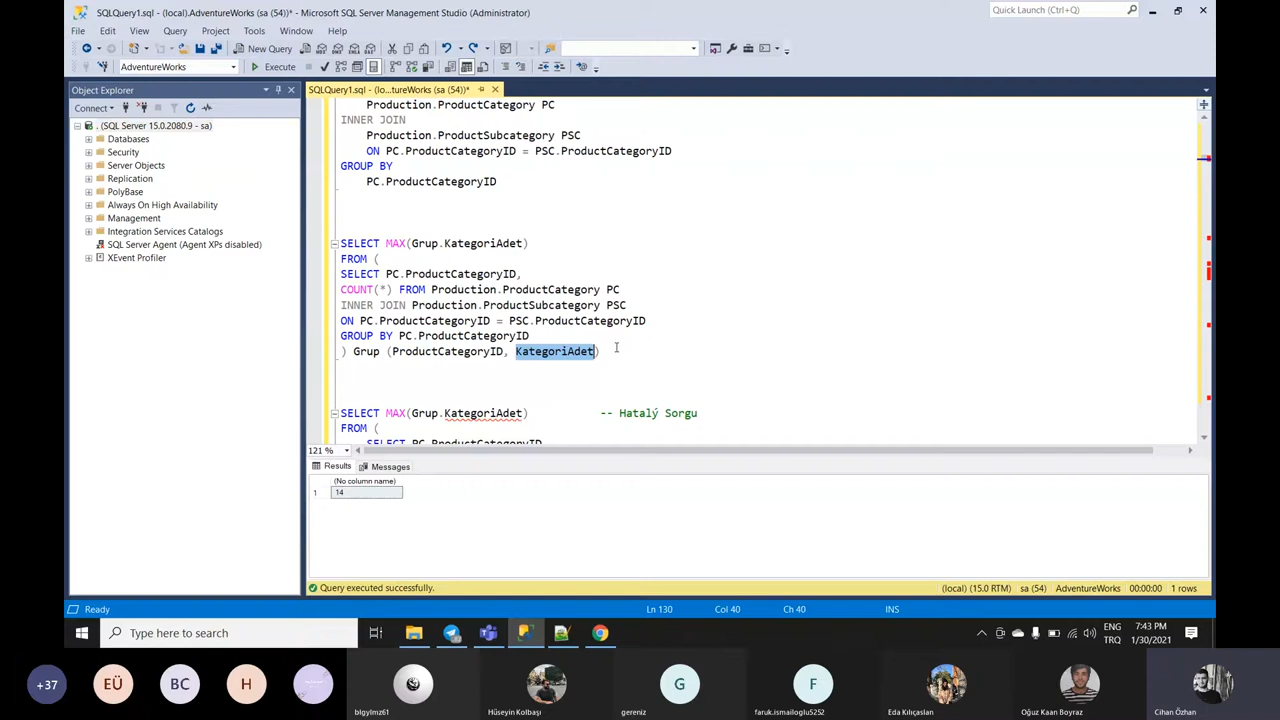 SQLQuery1.sql - (local).AdventureWorks (sa (54))* - Microsoft SQL Server Management Studio (Administrator)
Quick Launch (Ctrl+Q)
File Edit View Query Project Tools Window Help
New Query
AdventureWorks
Execute
Object Explorer
SQLQuery1.sql - (lo...tureWorks (sa (54))*
Connect
. (SQL Server 15.0.2080.9 - sa)
Databases
Security
Server Objects
Replication
PolyBase
Always On High Availability
Management
Integration Services Catalogs
SQL Server Agent (Agent XPs disabled)
XEvent Profiler
Production.ProductCategory PC
INNER JOIN
Production.ProductSubcategory PSC
ON PC.ProductCategoryID = PSC.ProductCategoryID
GROUP BY
PC.ProductCategoryID
SELECT MAX(Grup.KategoriAdet)
FROM (
SELECT PC.ProductCategoryID,
COUNT(*) FROM Production.ProductCategory PC
INNER JOIN Production.ProductSubcategory PSC
ON PC.ProductCategoryID = PSC.ProductCategoryID
GROUP BY PC.ProductCategoryID
) Grup (ProductCategoryID, KategoriAdet)
SELECT MAX(Grup.KategoriAdet) -- Hatalý Sorgu
FROM (
SELECT PC.ProductCategoryID
121 %
Results Messages
(No column name)
1 14
Query executed successfully.
(local) (15.0 RTM) sa (54) AdventureWorks 00:00:00 1 rows
Ready
Ln 130 Col 40 Ch 40 INS
Type here to search
ENG
TRQ
7:43 PM
1/30/2021
+37 EÜ BC H G F
blgylmz61 Hüseyin Kolbaşı gereniz faruk.ismailoglu5252 Eda Kılıçaslan Oğuz Kaan Boyraz Cihan Özhan